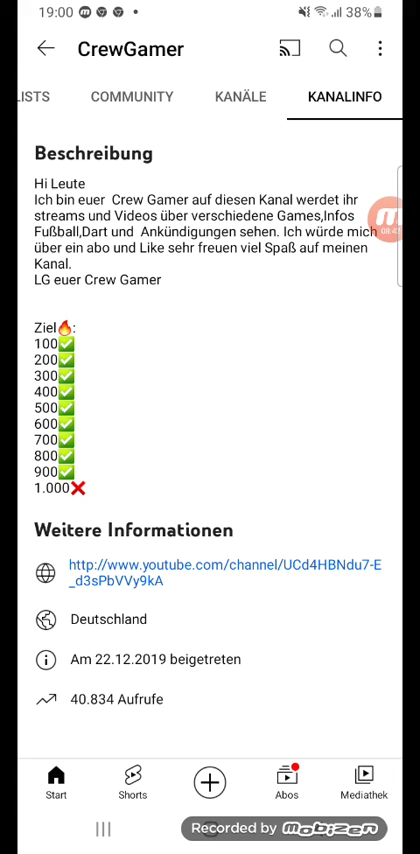 19:00 38%
CrewGamer
LISTS COMMUNITY KANÄLE KANALINFO
Beschreibung
Hi Leute
Ich bin euer Crew Gamer auf diesen Kanal werdet ihr
streams und Videos über verschiedene Games,Infos
Fußball,Dart und Ankündigungen sehen. Ich würde mich
über ein abo und Like sehr freuen viel Spaß auf meinen
Kanal.
LG euer Crew Gamer
Ziel🔥:
100✅
200✅
300✅
400✅
500✅
600✅
700✅
800✅
900✅
1.000❌
Weitere Informationen
http://www.youtube.com/channel/UCd4HBNdu7-E
_d3sPbVVy9kA
Deutschland
Am 22.12.2019 beigetreten
40.834 Aufrufe
Start Shorts Abos Mediathek
Recorded by mobizen